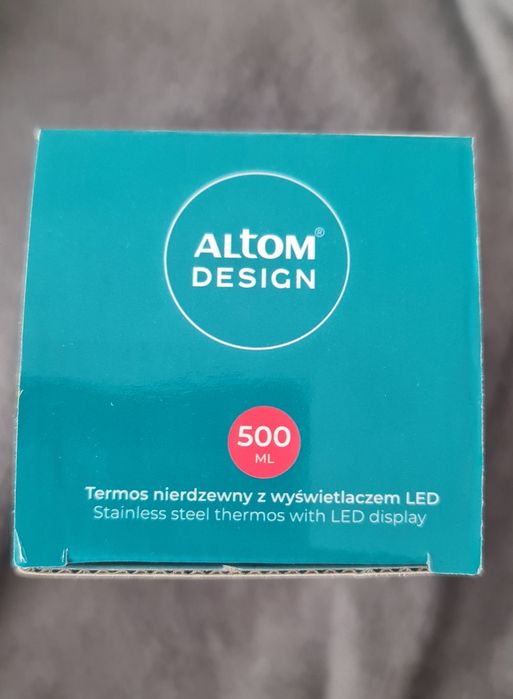 ALtOM®
DESIGN
500
ML
Termos nierdzewny z wyświetlaczem LED
Stainless steel thermos with LED display